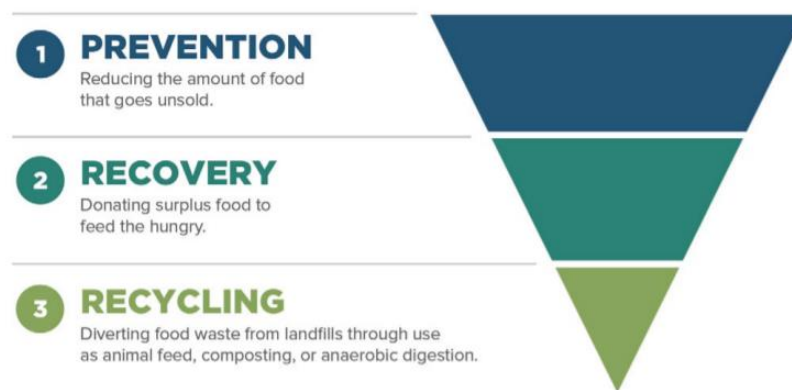 1 PREVENTION
Reducing the amount of food
that goes unsold.
2 RECOVERY
Donating surplus food to
feed the hungry.
3 RECYCLING
Diverting food waste from landfills through use
as animal feed, composting, or anaerobic digestion.